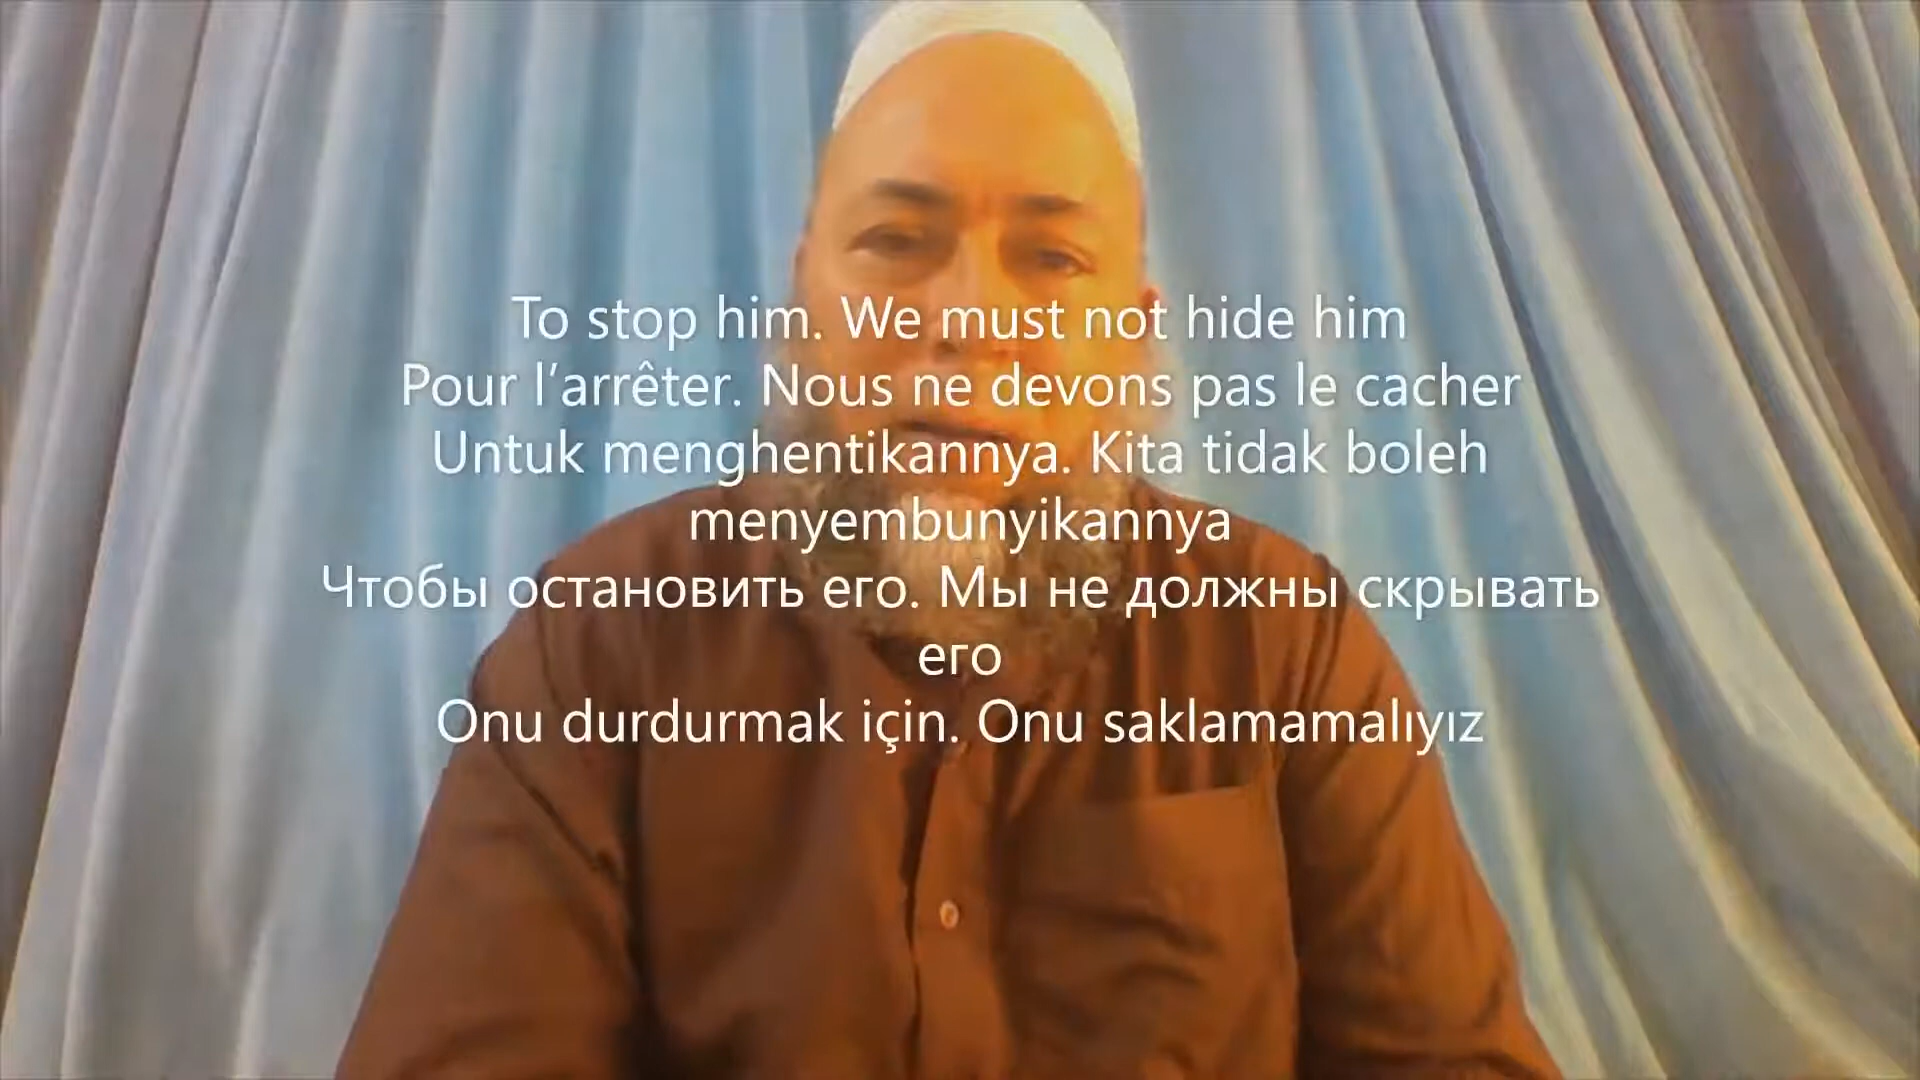 To stop him. We must not hide him
Pour l’arrêter. Nous ne devons pas le cacher
Untuk menghentikannya. Kita tidak boleh
menyembunyikannya
Чтобы остановить его. Мы не должны скрывать
его
Onu durdurmak için. Onu saklamamalıyız